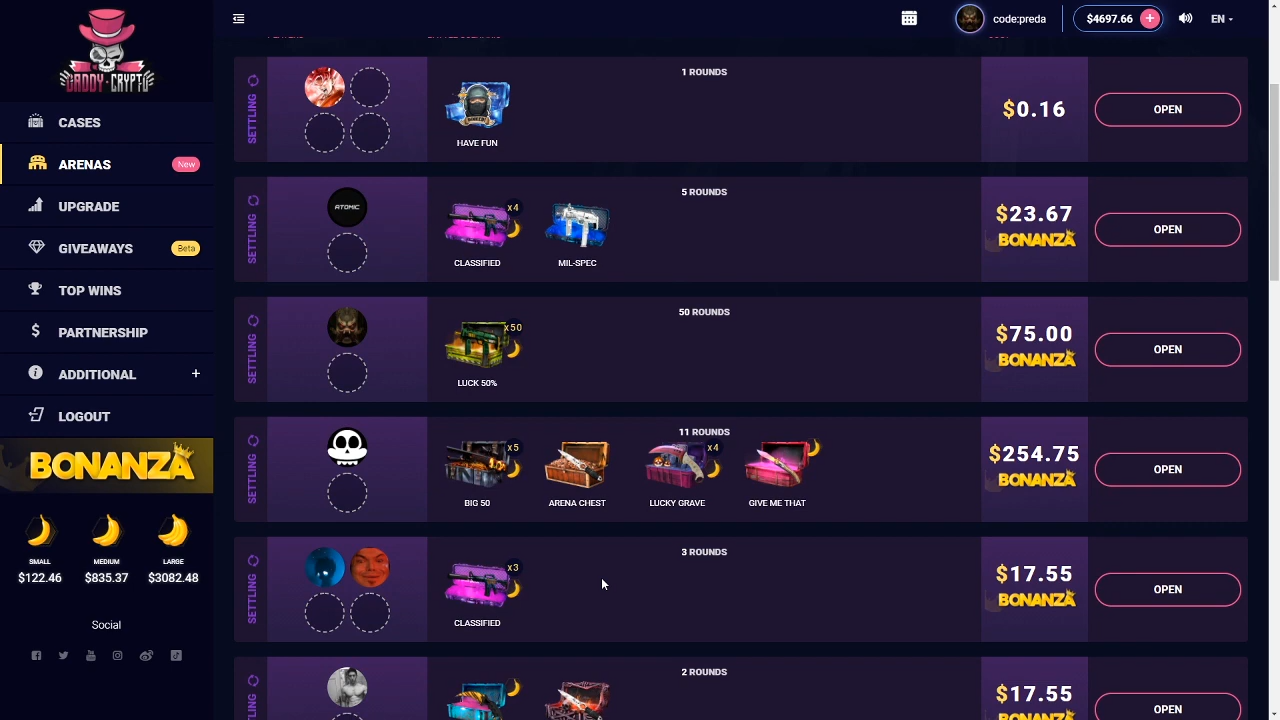 DADDY CRYPTO
CASES
ARENAS
New
UPGRADE
GIVEAWAYS
Beta
TOP WINS
PARTNERSHIP
ADDITIONAL
+
LOGOUT
BONANZA
SMALL
MEDIUM
LARGE
$122.46
$835.37
$3082.48
Social
code:preda
$4697.66
+
EN
SETTLING
1 ROUNDS
HAVE FUN
$0.16
OPEN
SETTLING
ATOMIC
5 ROUNDS
x4
CLASSIFIED
MIL-SPEC
$23.67
BONANZA
OPEN
SETTLING
50 ROUNDS
x50
LUCK 50%
$75.00
BONANZA
OPEN
SETTLING
11 ROUNDS
x5
BIG 50
ARENA CHEST
x4
LUCKY GRAVE
GIVE ME THAT
$254.75
BONANZA
OPEN
SETTLING
3 ROUNDS
x3
CLASSIFIED
$17.55
BONANZA
OPEN
2 ROUNDS
$17.55
BONANZA
OPEN